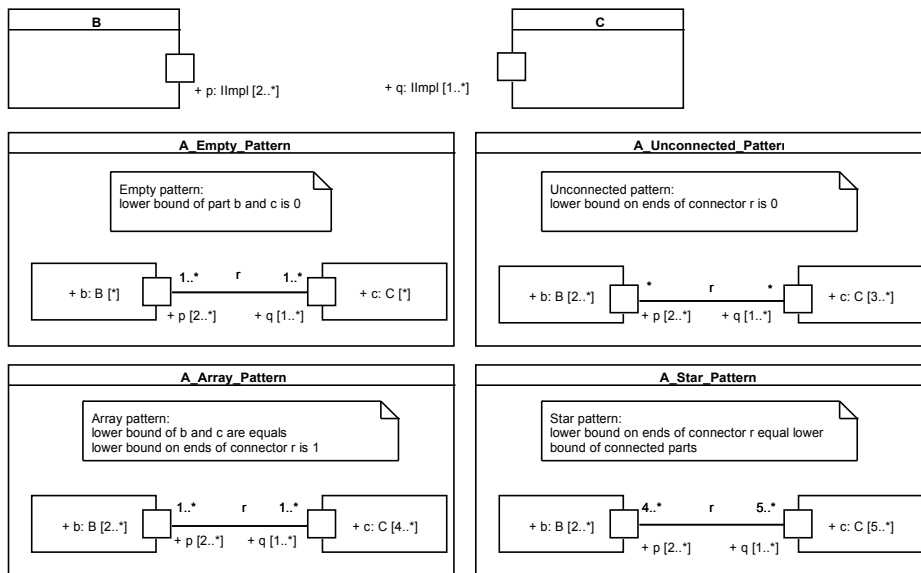 B
C
+ p: IImpl [2..*]
+ q: IImpl [1..*]
A_Empty_Pattern
Empty pattern:
lower bound of part b and c is 0
1..* r 1..*
+ b: B [*]
+ c: C [*]
+ p [2..*] + q [1..*]
A_Unconnected_Pattern
Unconnected pattern:
lower bound on ends of connector r is 0
* r *
+ b: B [2..*]
+ c: C [3..*]
+ p [2..*] + q [1..*]
A_Array_Pattern
Array pattern:
lower bound of b and c are equals
lower bound on ends of connector r is 1
1..* r 1..*
+ b: B [2..*]
+ c: C [4..*]
+ p [2..*] + q [1..*]
A_Star_Pattern
Star pattern:
lower bound on ends of connector r equal lower
bound of connected parts
4..* r 5..*
+ b: B [2..*]
+ c: C [5..*]
+ p [2..*] + q [1..*]